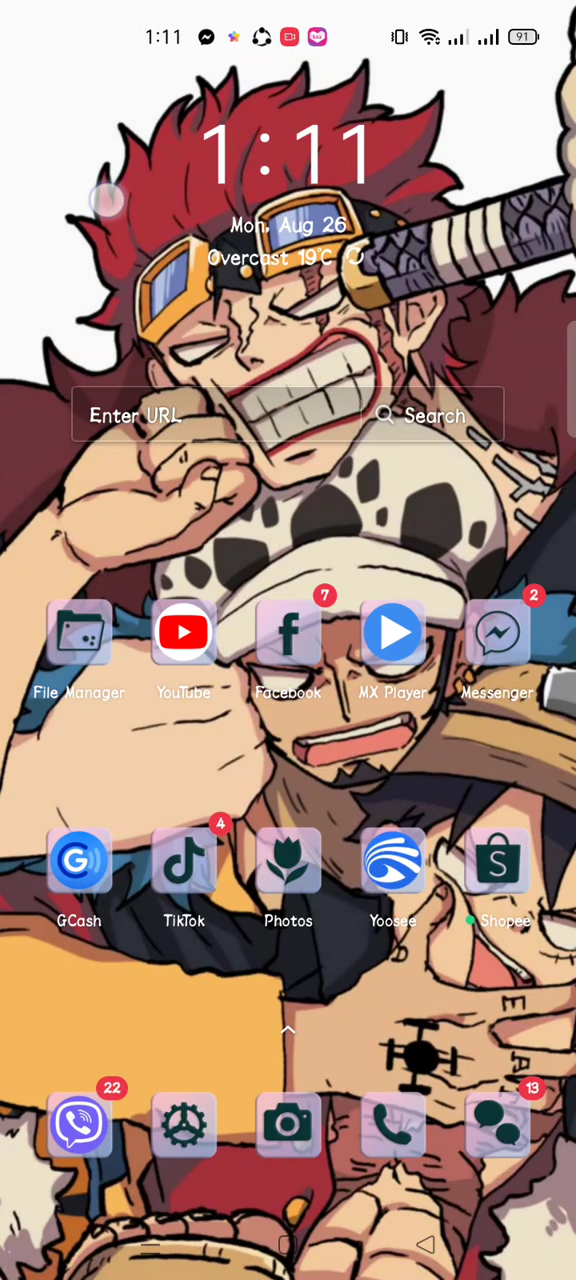 1:11
91
1:11
Mon, Aug 26
Overcast 19°C
Enter URL
Search
7
2
File Manager
YouTube
Facebook
MX Player
Messenger
4
GCash
TikTok
Photos
Yoosee
Shopee
E
A
22
13